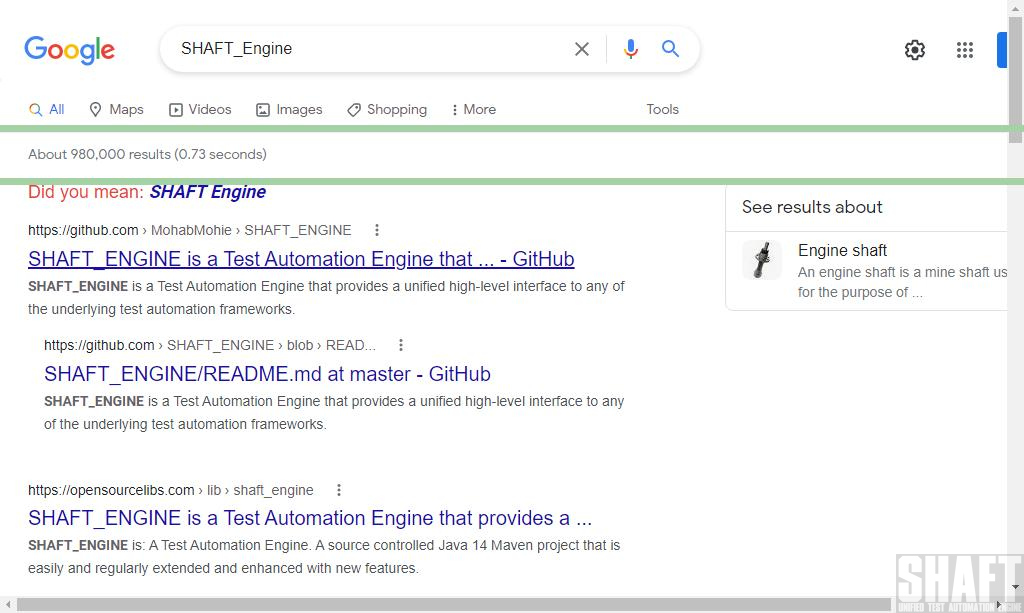 Google
SHAFT_Engine
All Maps Videos Images Shopping More Tools
About 980,000 results (0.73 seconds)
Did you mean: SHAFT Engine
https://github.com › MohabMohie › SHAFT_ENGINE
SHAFT_ENGINE is a Test Automation Engine that ... - GitHub
SHAFT_ENGINE is a Test Automation Engine that provides a unified high-level interface to any of
the underlying test automation frameworks.
https://github.com › SHAFT_ENGINE › blob › READ...
SHAFT_ENGINE/README.md at master - GitHub
SHAFT_ENGINE is a Test Automation Engine that provides a unified high-level interface to any
of the underlying test automation frameworks.
https://opensourcelibs.com › lib › shaft_engine
SHAFT_ENGINE is a Test Automation Engine that provides a ...
SHAFT_ENGINE is: A Test Automation Engine. A source controlled Java 14 Maven project that is
easily and regularly extended and enhanced with new features.
See results about
Engine shaft
An engine shaft is a mine shaft us
for the purpose of ...
SHAFT
UNIFIED TEST AUTOMATION